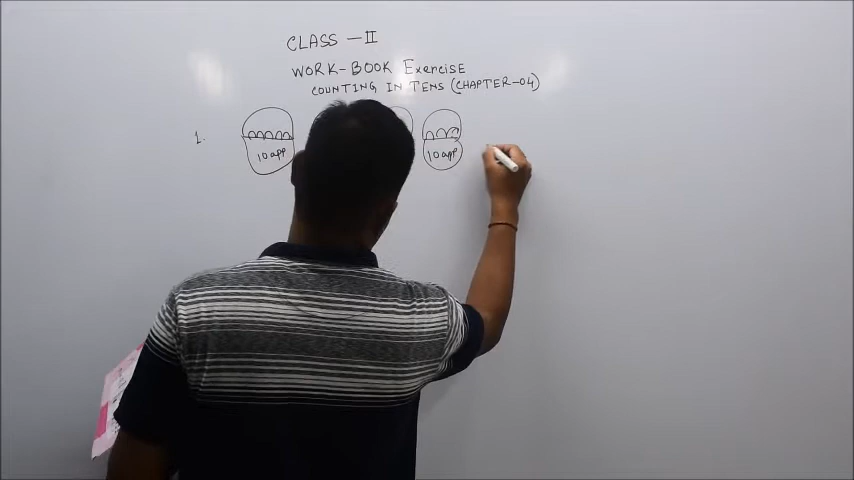 CLASS - II
WORK-BOOK Exercise
COUNTING IN TENS (CHAPTER-04)
1. 10 app 10 app